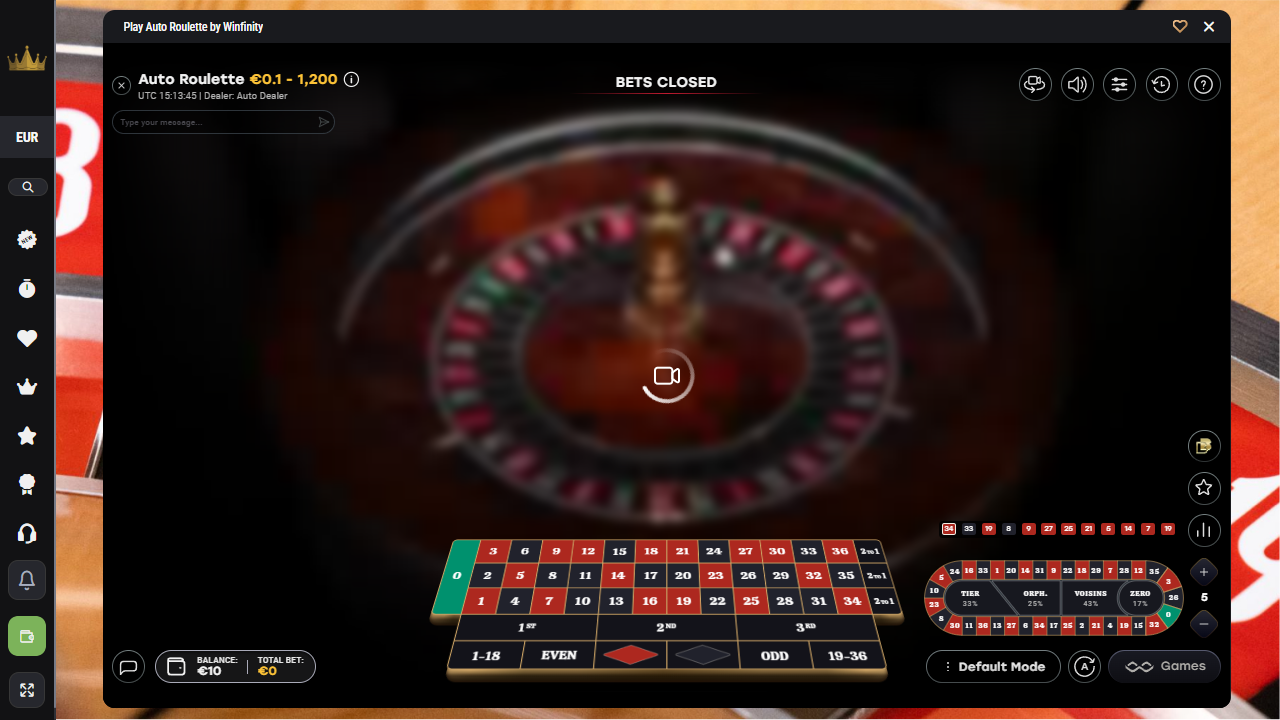 Play Auto Roulette by Winfinity
EUR
NEW
Auto Roulette €0.1 - 1,200
UTC 15:13:45 | Dealer: Auto Dealer
Type your message...
BETS CLOSED
34 33 19 8 9 27 25 21 5 14 7 19
3 6 9 12 15 18 21 24 27 30 33 36 2to1
0 2 5 8 11 14 17 20 23 26 29 32 35 2to1
1 4 7 10 13 16 19 22 25 28 31 34 2to1
1ST 2ND 3RD
1-18 EVEN ODD 19-36
5 24 16 33 1 20 14 31 9 22 18 29 7 28 12 35 3
10 TIER ORPH. VOISINS ZERO 26
23 33% 25% 43% 17% 0
8 30 11 36 13 27 6 34 17 25 2 21 4 19 15 32
5
BALANCE: TOTAL BET:
€10 €0
Default Mode
A
Games